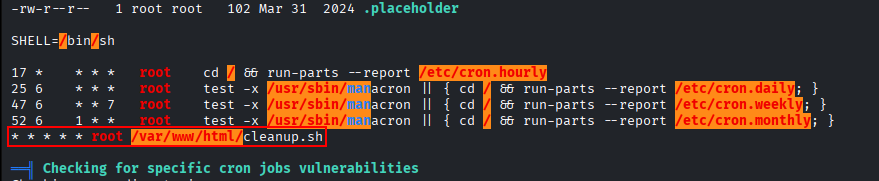 -rw-r--r--   1 root root   102 Mar 31  2024 .placeholder
SHELL=/bin/sh
17 *    * * *   root    cd / && run-parts --report /etc/cron.hourly
25 6    * * *   root    test -x /usr/sbin/manacron || { cd / && run-parts --report /etc/cron.daily; }
47 6    * * 7   root    test -x /usr/sbin/manacron || { cd / && run-parts --report /etc/cron.weekly; }
52 6    1 * *   root    test -x /usr/sbin/manacron || { cd / && run-parts --report /etc/cron.monthly; }
* * * * * root /var/www/html/cleanup.sh
══╣ Checking for specific cron jobs vulnerabilities